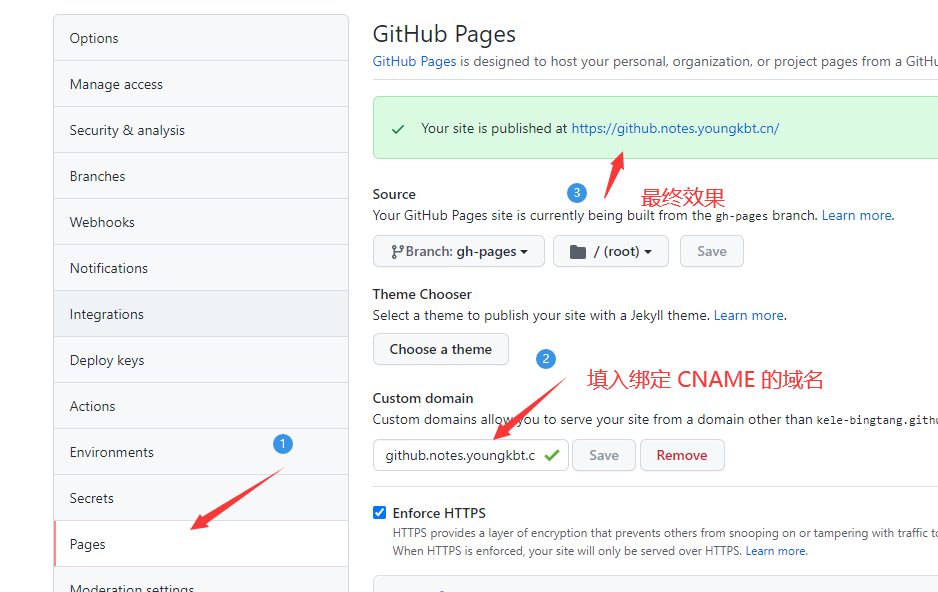 Options
Manage access
Security & analysis
Branches
Webhooks
Notifications
Integrations
Deploy keys
Actions
Environments
1
Secrets
Pages
Moderation settings
GitHub Pages
GitHub Pages is designed to host your personal, organization, or project pages from a GitHu
Your site is published at https://github.notes.youngkbt.cn/
3
最终效果
Source
Your GitHub Pages site is currently being built from the gh-pages branch. Learn more.
Branch: gh-pages
/ (root)
Save
Theme Chooser
Select a theme to publish your site with a Jekyll theme. Learn more.
Choose a theme
2
填入绑定 CNAME 的域名
Custom domain
Custom domains allow you to serve your site from a domain other than kele-bingtang.githu
github.notes.youngkbt.c
Save
Remove
Enforce HTTPS
HTTPS provides a layer of encryption that prevents others from snooping on or tampering with traffic to
When HTTPS is enforced, your site will only be served over HTTPS. Learn more.